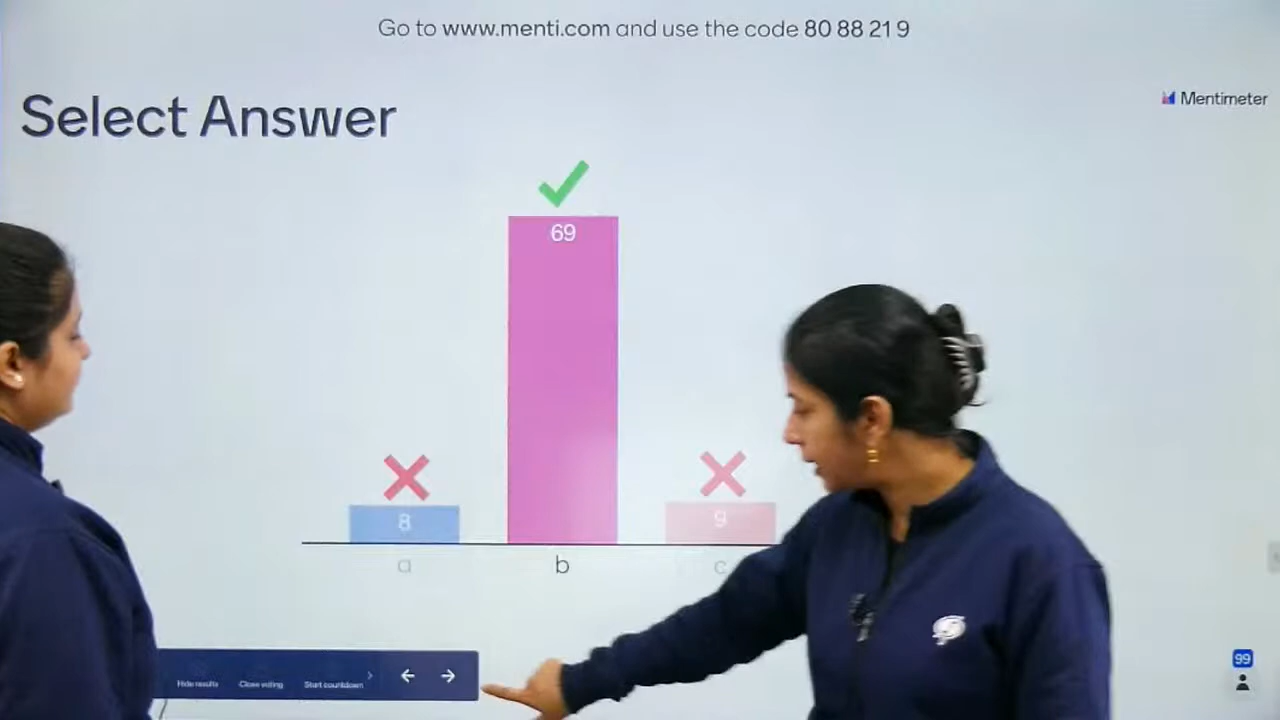 Go to www.menti.com and use the code 80 88 21 9
Select Answer
Mentimeter
69
8
9
a
b
c
Hide results
Close voting
Start countdown
99